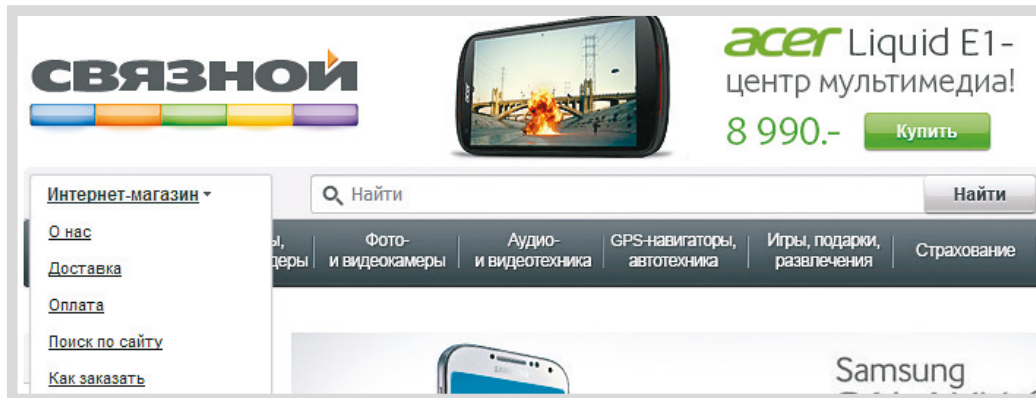 СВЯЗНОЙ
acer Liquid E1-
центр мультимедиа!
8 990.- Купить
Интернет-магазин
Найти
Найти
О нас
Доставка
Оплата
Поиск по сайту
Как заказать
Фото-
и видеокамеры
Аудио-
и видеотехника
GPS-навигаторы,
автотехника
Игры, подарки,
развлечения
Страхование
Samsung